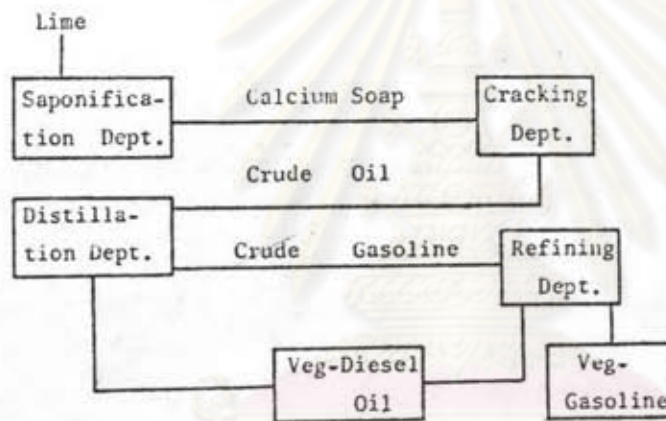 Lime
Saponifica-
tion Dept.
Calcium Soap
Cracking
Dept.
Crude Oil
Distilla-
tion Dept.
Crude Gasoline
Refining
Dept.
Veg-Diesel
Oil
Veg-
Gasoline